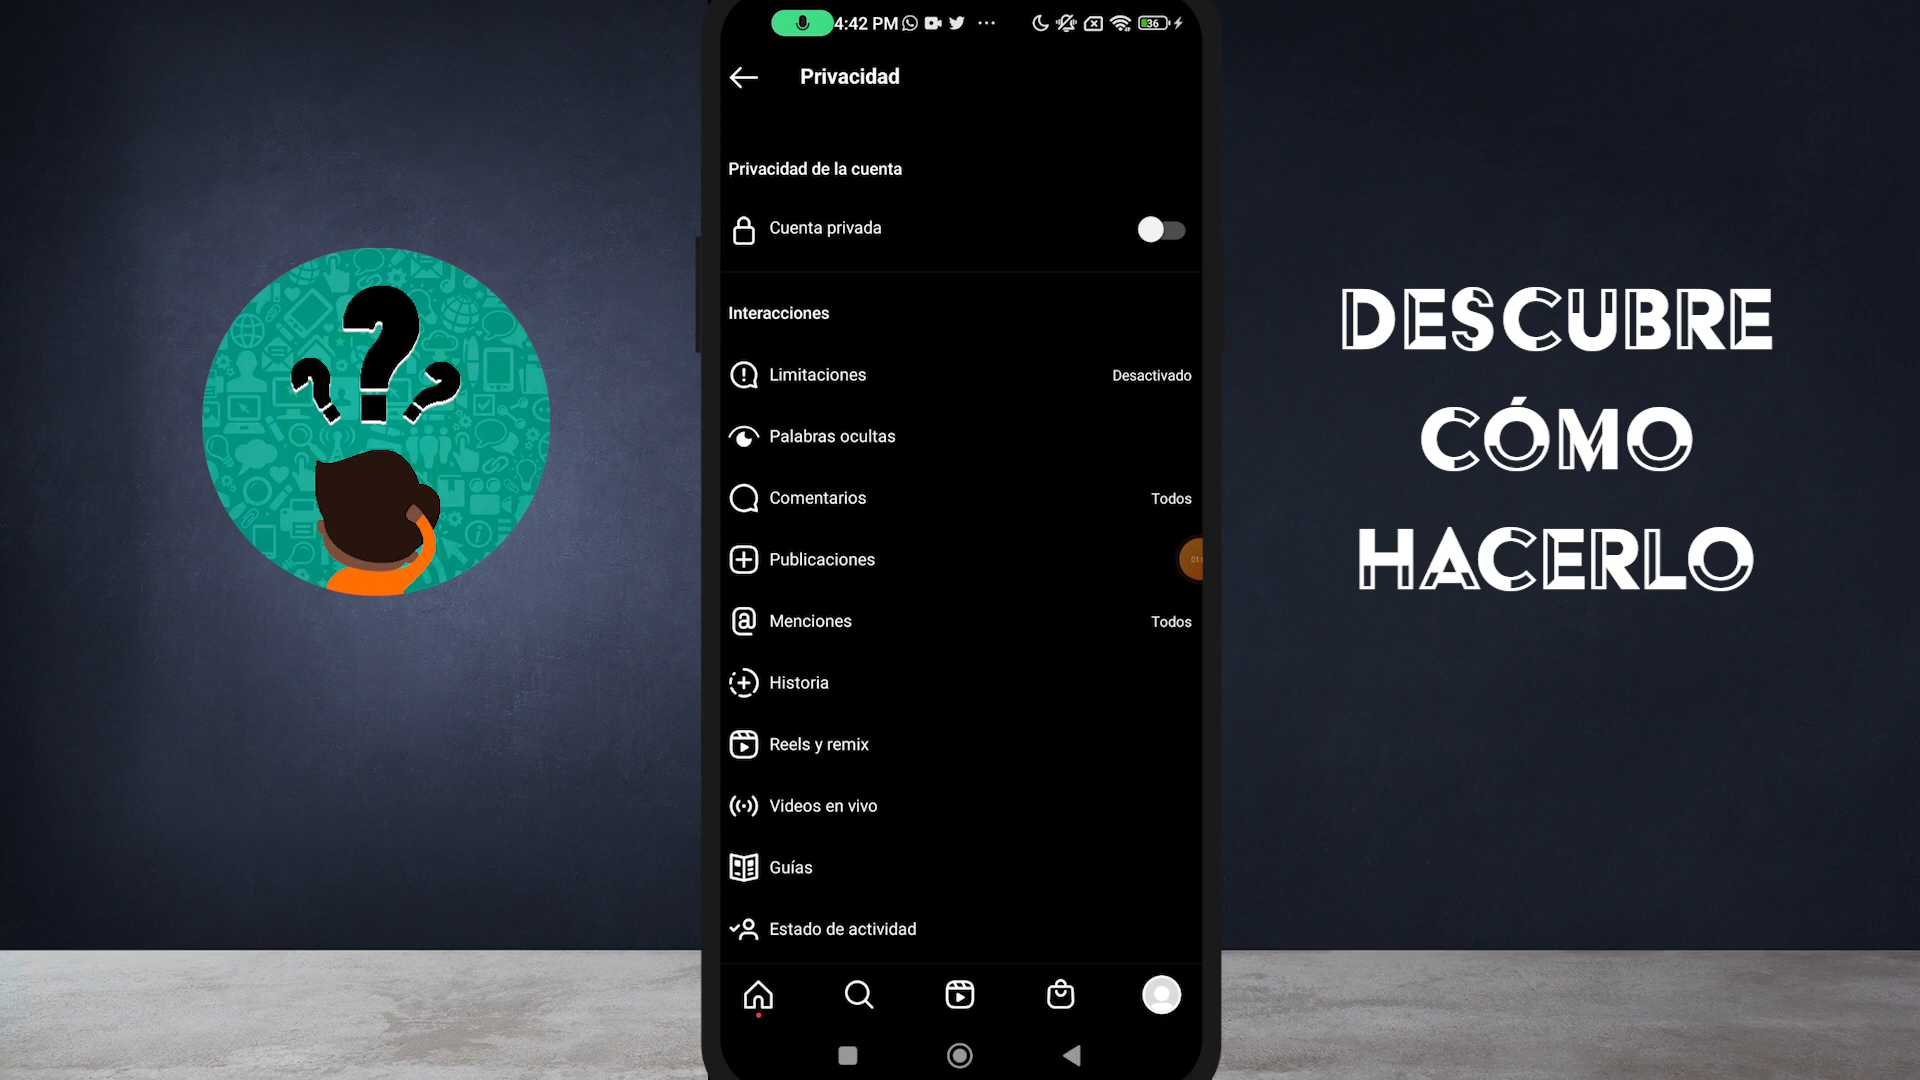 4:42 PM
36
Privacidad
Privacidad de la cuenta
Cuenta privada
Interacciones
Limitaciones Desactivado
Palabras ocultas
Comentarios Todos
Publicaciones
Menciones Todos
Historia
Reels y remix
Videos en vivo
Guías
Estado de actividad
DESCUBRE
CÓMO
HACERLO